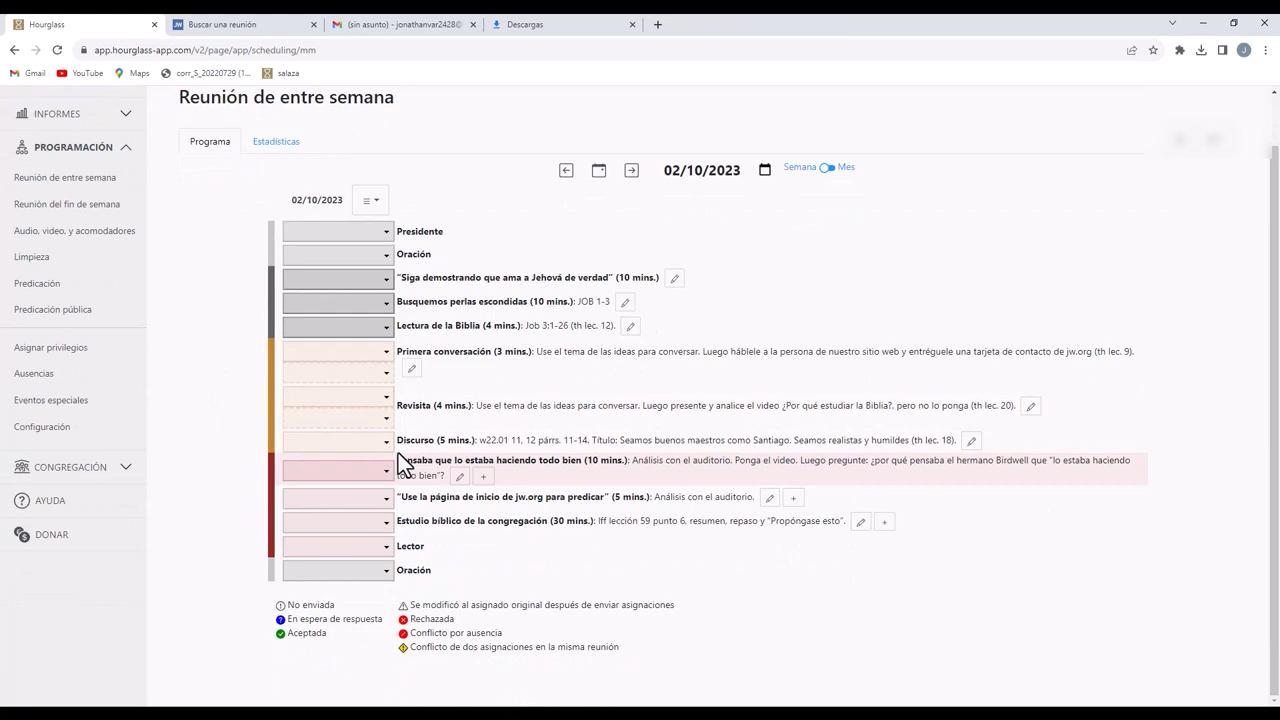 Hourglass
Buscar una reunión
(sin asunto) - jonathanvar2428@
Descargas
app.hourglass-app.com/v2/page/app/scheduling/mm
Gmail
YouTube
Maps
corr_S_20220729 (1...
salaza
J
INFORMES
PROGRAMACIÓN
Reunión de entre semana
Reunión del fin de semana
Audio, video, y acomodadores
Limpieza
Predicación
Predicación pública
Asignar privilegios
Ausencias
Eventos especiales
Configuración
CONGREGACIÓN
AYUDA
DONAR
Reunión de entre semana
Programa
Estadísticas
02/10/2023
Semana
Mes
02/10/2023
Presidente
Oración
“Siga demostrando que ama a Jehová de verdad” (10 mins.)
Busquemos perlas escondidas (10 mins.): JOB 1-3
Lectura de la Biblia (4 mins.): Job 3:1-26 (th lec. 12).
Primera conversación (3 mins.): Use el tema de las ideas para conversar. Luego háblele a la persona de nuestro sitio web y entréguele una tarjeta de contacto de jw.org (th lec. 9).
Revisita (4 mins.): Use el tema de las ideas para conversar. Luego presente y analice el video ¿Por qué estudiar la Biblia?, pero no lo ponga (th lec. 20).
Discurso (5 mins.): w22.01 11, 12 párrs. 11-14, Título: Seamos buenos maestros como Santiago. Seamos realistas y humildes (th lec. 18).
que lo estaba haciendo todo bien (10 mins.): Análisis con el auditorio. Ponga el video. Luego pregunte: ¿por qué pensaba el hermano Birdwell que “lo estaba haciendo
bien”?
“Use la página de inicio de jw.org para predicar” (5 mins.): Análisis con el auditorio.
Estudio bíblico de la congregación (30 mins.): lff lección 59 punto 6, resumen, repaso y “Propóngase esto”.
Lector
Oración
No enviada
En espera de respuesta
Aceptada
Se modificó al asignado original después de enviar asignaciones
Rechazada
Conflicto por ausencia
Conflicto de dos asignaciones en la misma reunión